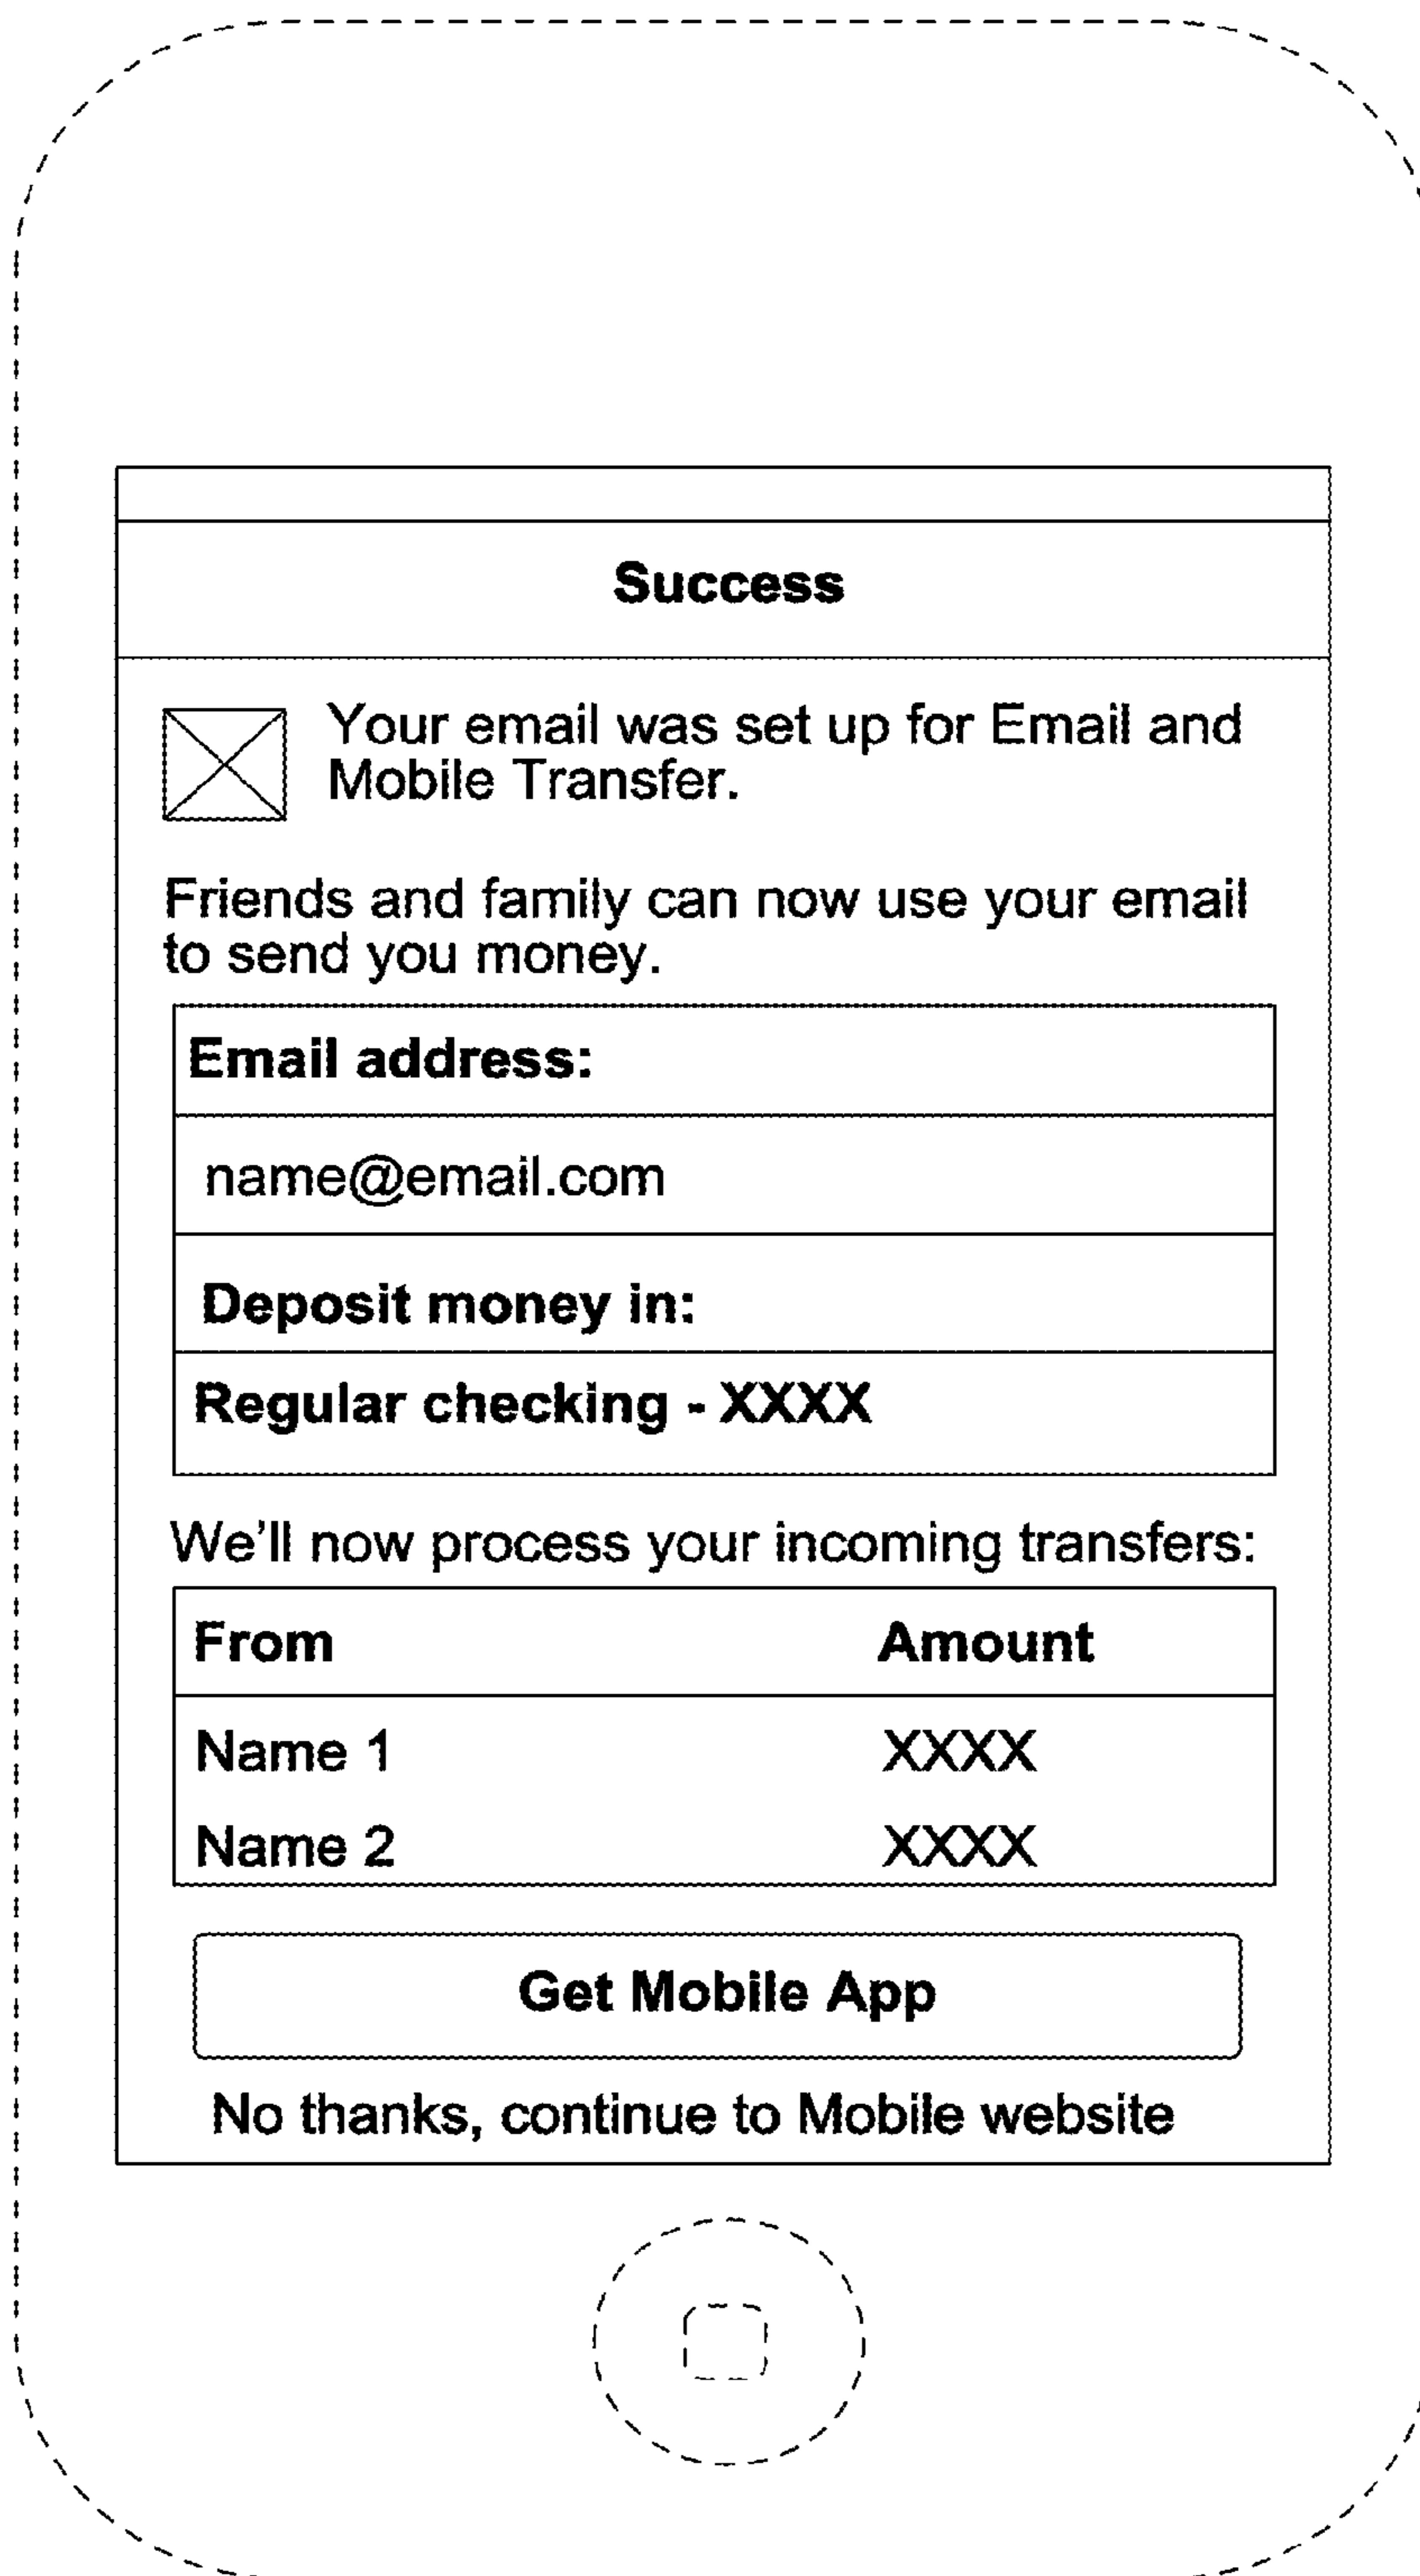 Success
Your email was set up for Email and
Mobile Transfer.
Friends and family can now use your email
to send you money.
Email address:
name@email.com
Deposit money in:
Regular checking - XXXX
We'll now process your incoming transfers:
From Amount
Name 1 XXXX
Name 2 XXXX
Get Mobile App
No thanks, continue to Mobile website